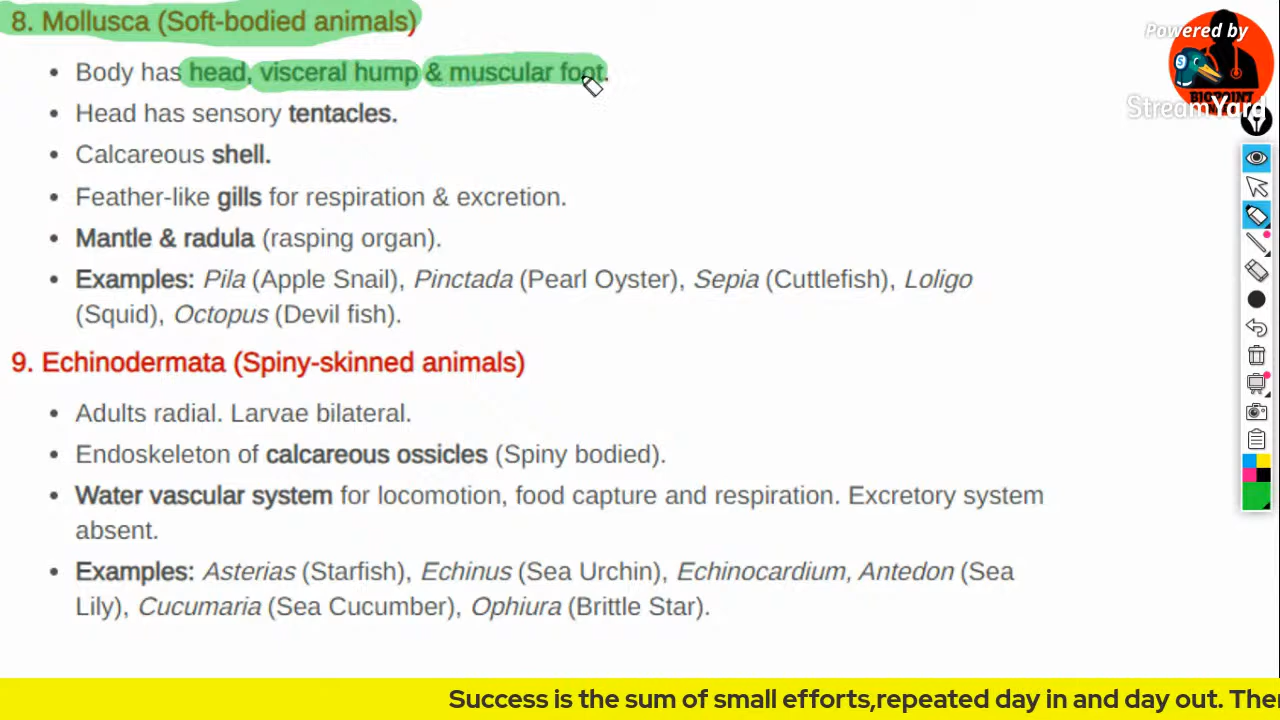 8. Mollusca (Soft-bodied animals)
Powered by
• Body has head, visceral hump & muscular foot.
StreamYard
• Head has sensory tentacles.
• Calcareous shell.
• Feather-like gills for respiration & excretion.
• Mantle & radula (rasping organ).
• Examples: Pila (Apple Snail), Pinctada (Pearl Oyster), Sepia (Cuttlefish), Loligo
(Squid), Octopus (Devil fish).
9. Echinodermata (Spiny-skinned animals)
• Adults radial. Larvae bilateral.
• Endoskeleton of calcareous ossicles (Spiny bodied).
• Water vascular system for locomotion, food capture and respiration. Excretory system
absent.
• Examples: Asterias (Starfish), Echinus (Sea Urchin), Echinocardium, Antedon (Sea
Lily), Cucumaria (Sea Cucumber), Ophiura (Brittle Star).
Success is the sum of small efforts,repeated day in and day out. The